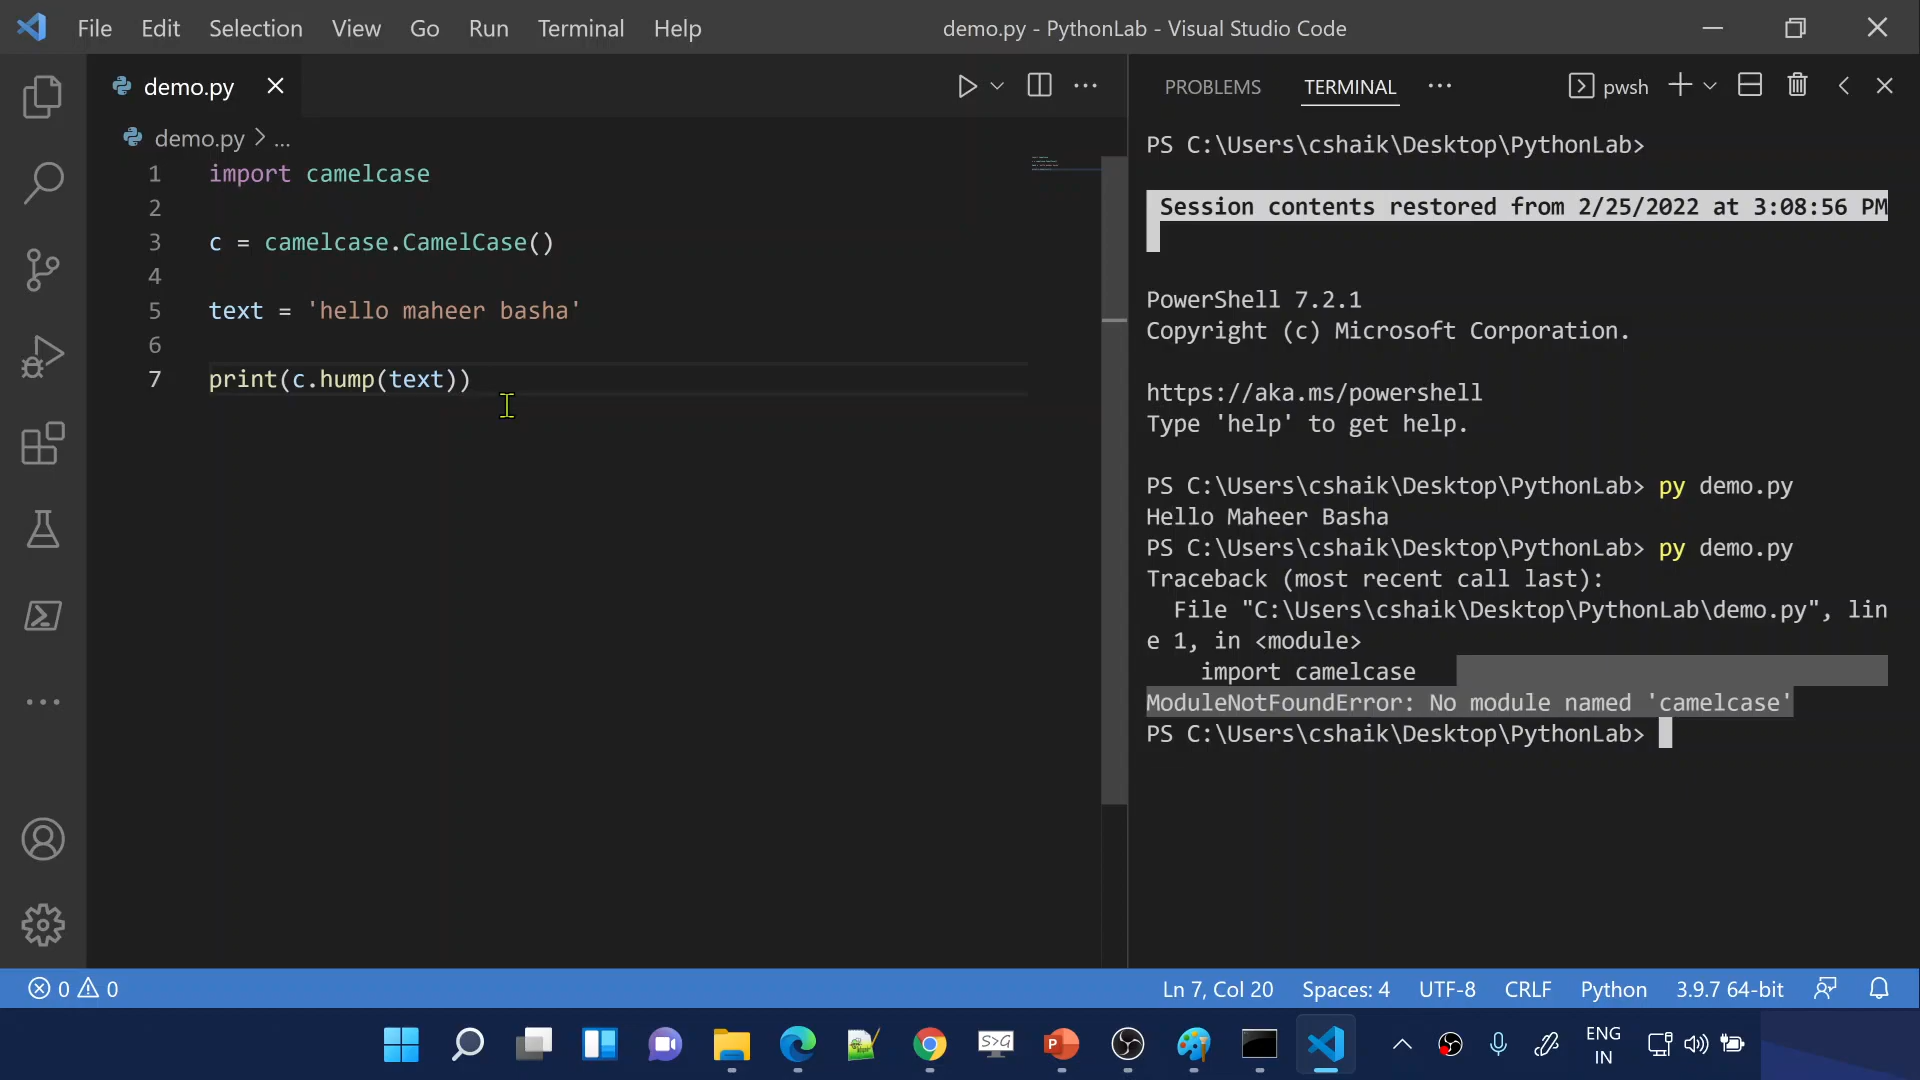 File Edit Selection View Go Run Terminal Help
demo.py - PythonLab - Visual Studio Code
demo.py
demo.py > ...
1 import camelcase
2
3 c = camelcase.CamelCase()
4
5 text = 'hello maheer basha'
6
7 print(c.hump(text))
PROBLEMS TERMINAL ··· pwsh
PS C:\Users\cshaik\Desktop\PythonLab>
Session contents restored from 2/25/2022 at 3:08:56 PM
PowerShell 7.2.1
Copyright (c) Microsoft Corporation.
https://aka.ms/powershell
Type 'help' to get help.
PS C:\Users\cshaik\Desktop\PythonLab> py demo.py
Hello Maheer Basha
PS C:\Users\cshaik\Desktop\PythonLab> py demo.py
Traceback (most recent call last):
File "C:\Users\cshaik\Desktop\PythonLab\demo.py", lin
e 1, in <module>
import camelcase
ModuleNotFoundError: No module named 'camelcase'
PS C:\Users\cshaik\Desktop\PythonLab>
0 0
Ln 7, Col 20 Spaces: 4 UTF-8 CRLF Python 3.9.7 64-bit
S>G
P
ENG
IN